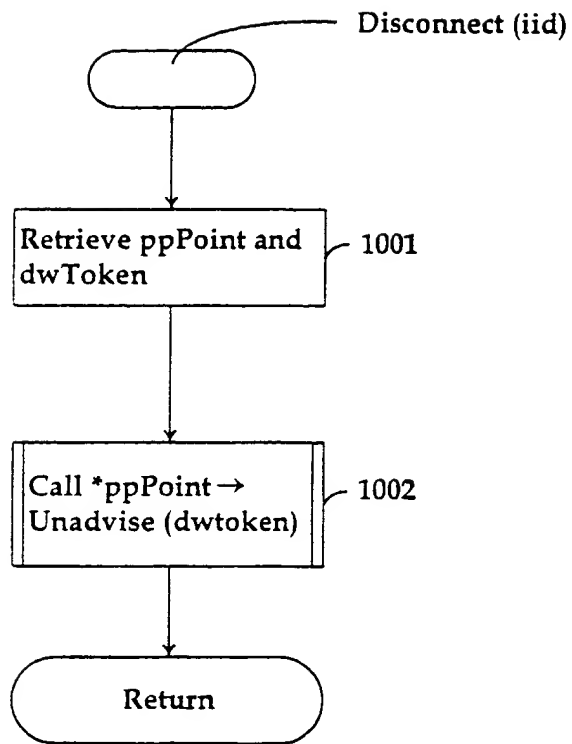 Disconnect (iid)
Retrieve ppPoint and
dwToken
1001
Call *ppPoint →
Unadvise (dwtoken)
1002
Return